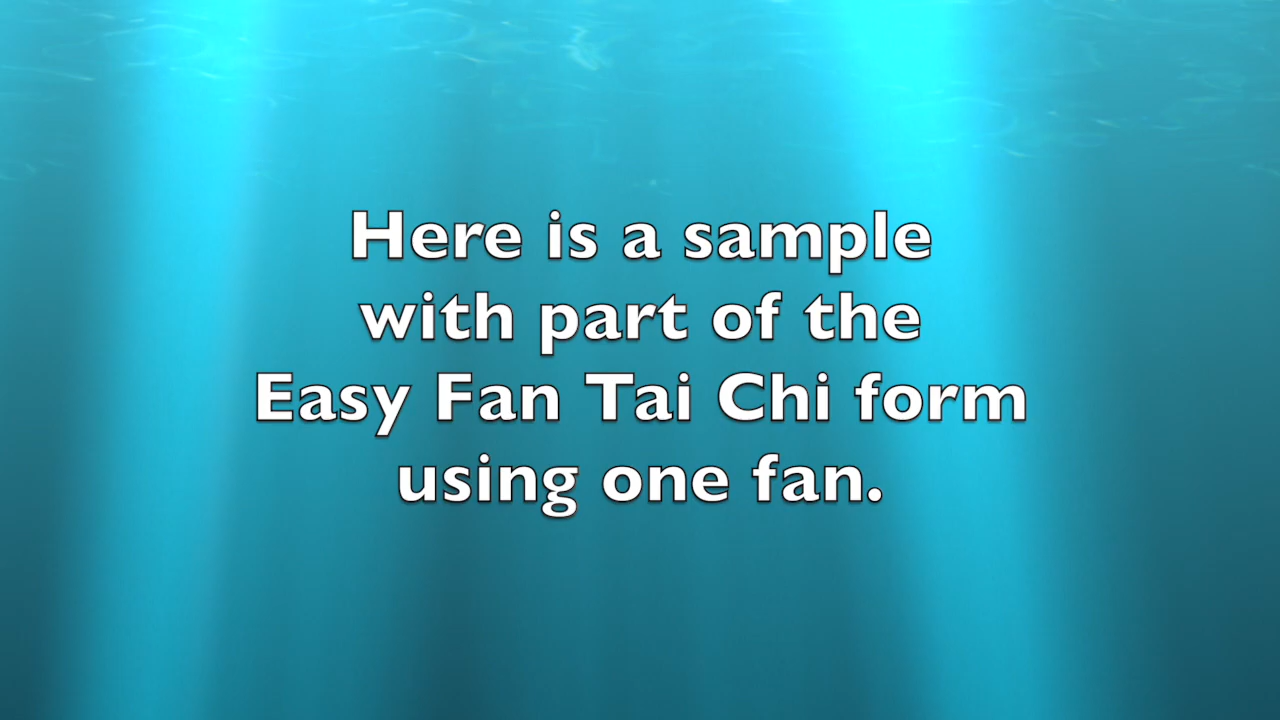 Here is a sample
with part of the
Easy Fan Tai Chi form
using one fan.